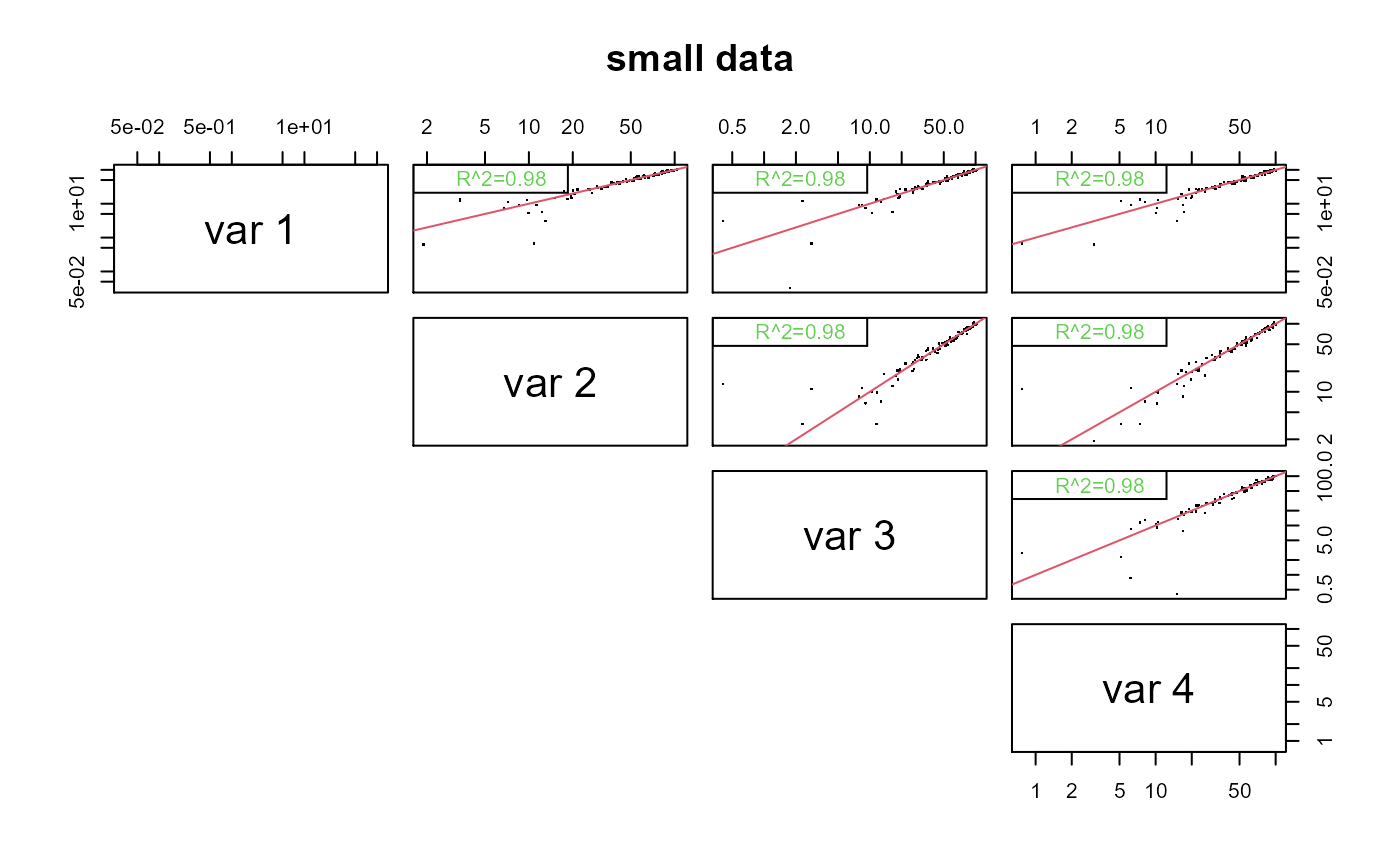 small data
5e-02 5e-01 1e+01
2 5 10 20 50
0.5 2.0 10.0 50.0
1 2 5 10 50
5e-02 1e+01
var 1
R^2=0.98
R^2=0.98
R^2=0.98
5e-02 1e+01
var 2
R^2=0.98
R^2=0.98
2 10 50
var 3
R^2=0.98
0.5 5.0 100.0
var 4
1 5 50
1 2 5 10 50